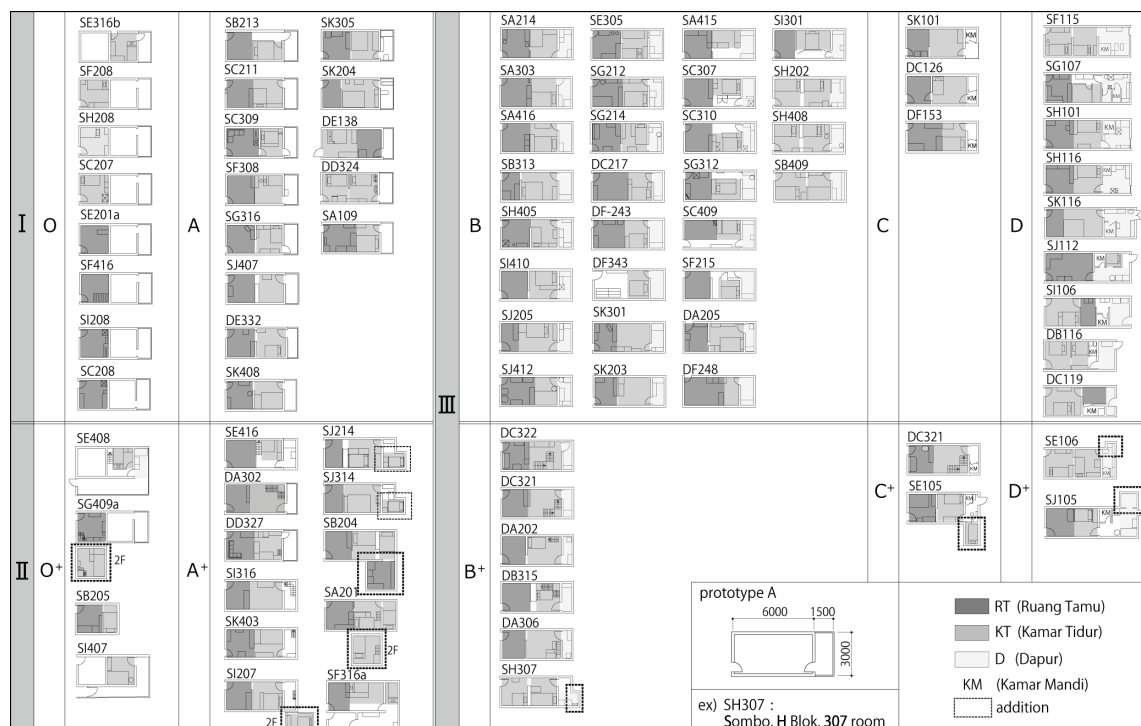 I
II
III
O
SE316b
SF208
SH208
SC207
SE201a
SF416
SI208
SC208
A
SB213
SC211
SC309
SF308
SG316
SJ407
DE332
SK408
SK305
SK204
DE138
DD324
SA109
B
SA214
SA303
SA416
SB313
SH405
SI410
SJ205
SJ412
SE305
SG212
SG214
DC217
DF-243
DF343
SK301
SK203
SA415
SC307
SC310
SG312
SC409
SF215
DA205
DF248
SI301
SH202
SH408
SB409
C
SK101
KM
DC126
KM
DF153
KM
D
SF115
KM
SG107
KM
SH101
KM
SH116
KM
SK116
KM
SJ112
KM
SI106
KM
DB116
KM
DC119
KM
O+
SE408
SG409a
2F
SB205
SI407
A+
SE416
DA302
DD327
SI316
SK403
SI207
2F
SJ214
SJ314
SB204
SA201
2F
SF316a
B+
DC322
DC321
DA202
DB315
DA306
SH307
C+
DC321
KM
SE105
KM
D+
SE106
KM
SJ105
KM
prototype A
6000
1500
3000
ex) SH307 :
Sombo, H Blok, 307 room
RT (Ruang Tamu)
KT (Kamar Tidur)
D (Dapur)
KM (Kamar Mandi)
addition